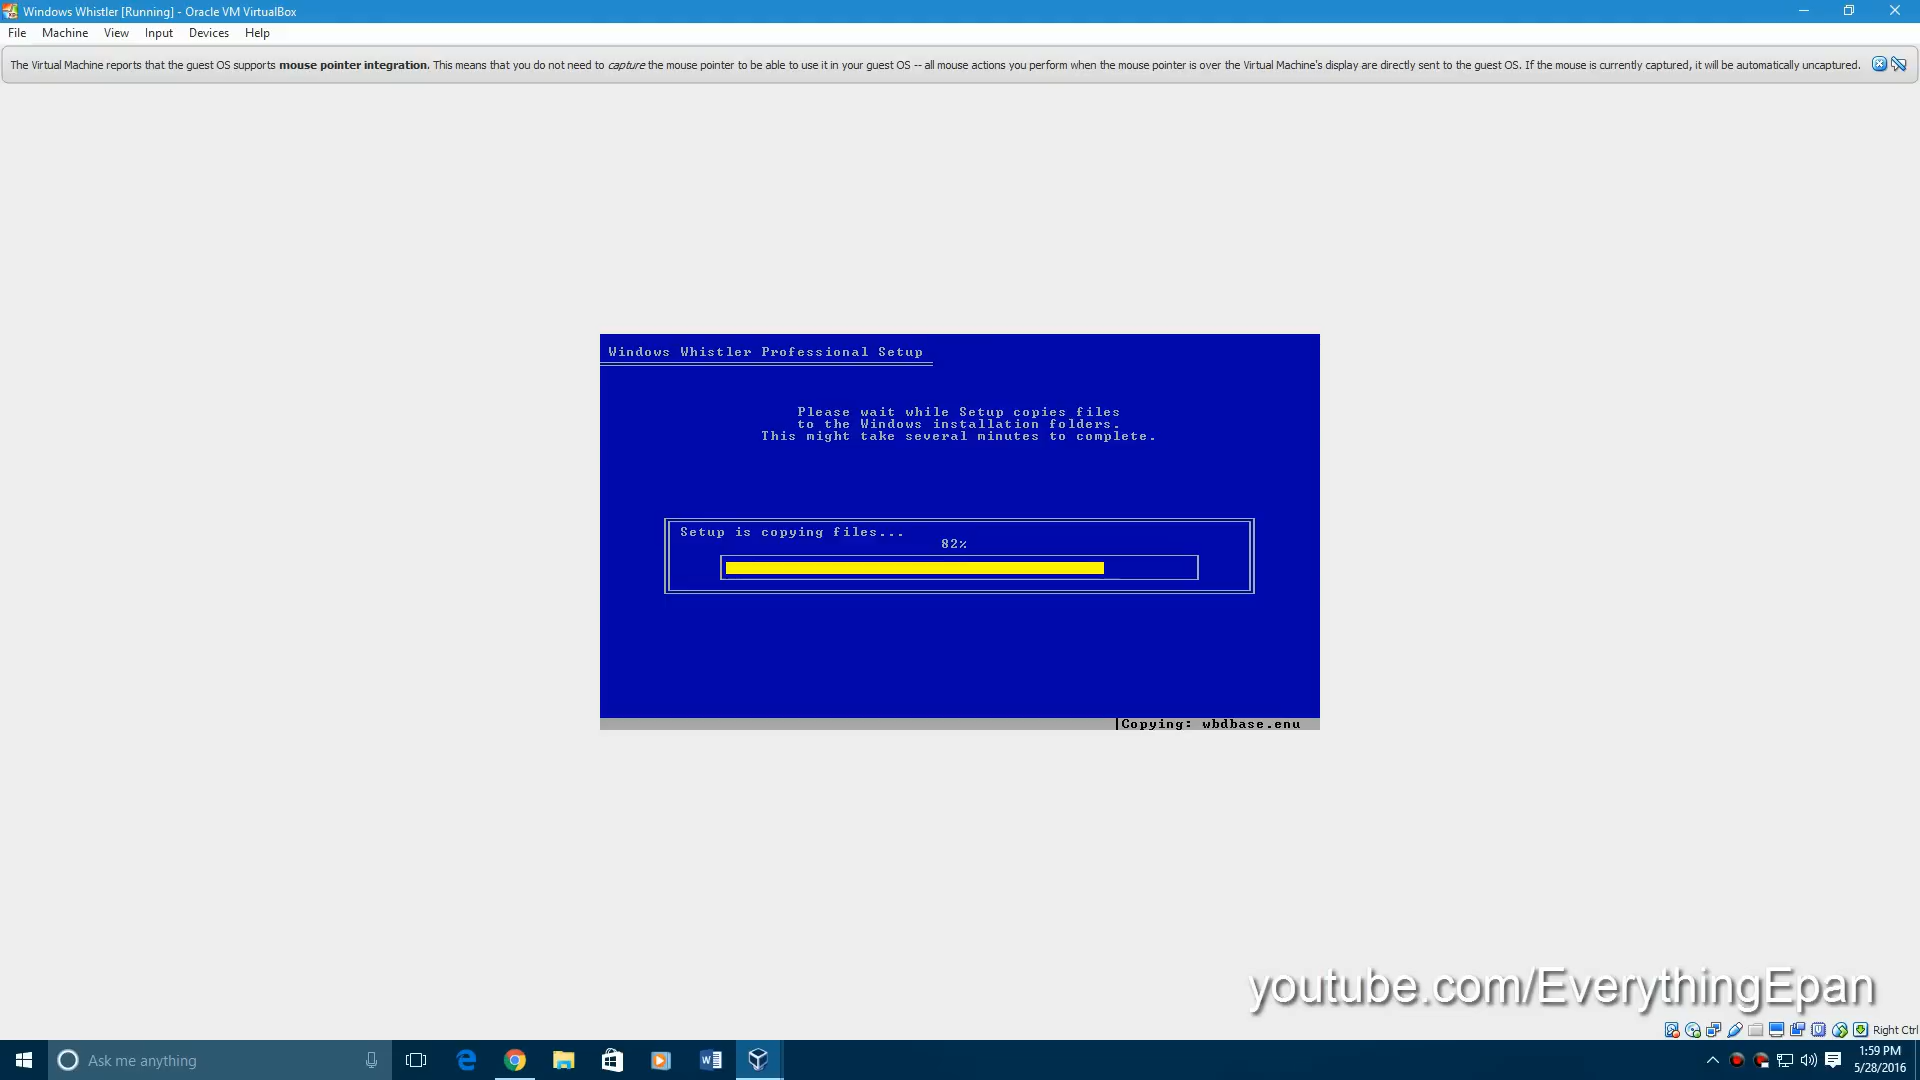 Windows Whistler [Running] - Oracle VM VirtualBox
File Machine View Input Devices Help
The Virtual Machine reports that the guest OS supports mouse pointer integration. This means that you do not need to capture the mouse pointer to be able to use it in your guest OS -- all mouse actions you perform when the mouse pointer is over the Virtual Machine's display are directly sent to the guest OS. If the mouse is currently captured, it will be automatically uncaptured.
Windows Whistler Professional Setup
Please wait while Setup copies files
to the Windows installation folders.
This might take several minutes to complete.
Setup is copying files...
82%
Copying: wbdbase.enu
youtube.com/EverythingEpan
Right Ctrl
Ask me anything
1:59 PM
5/28/2016